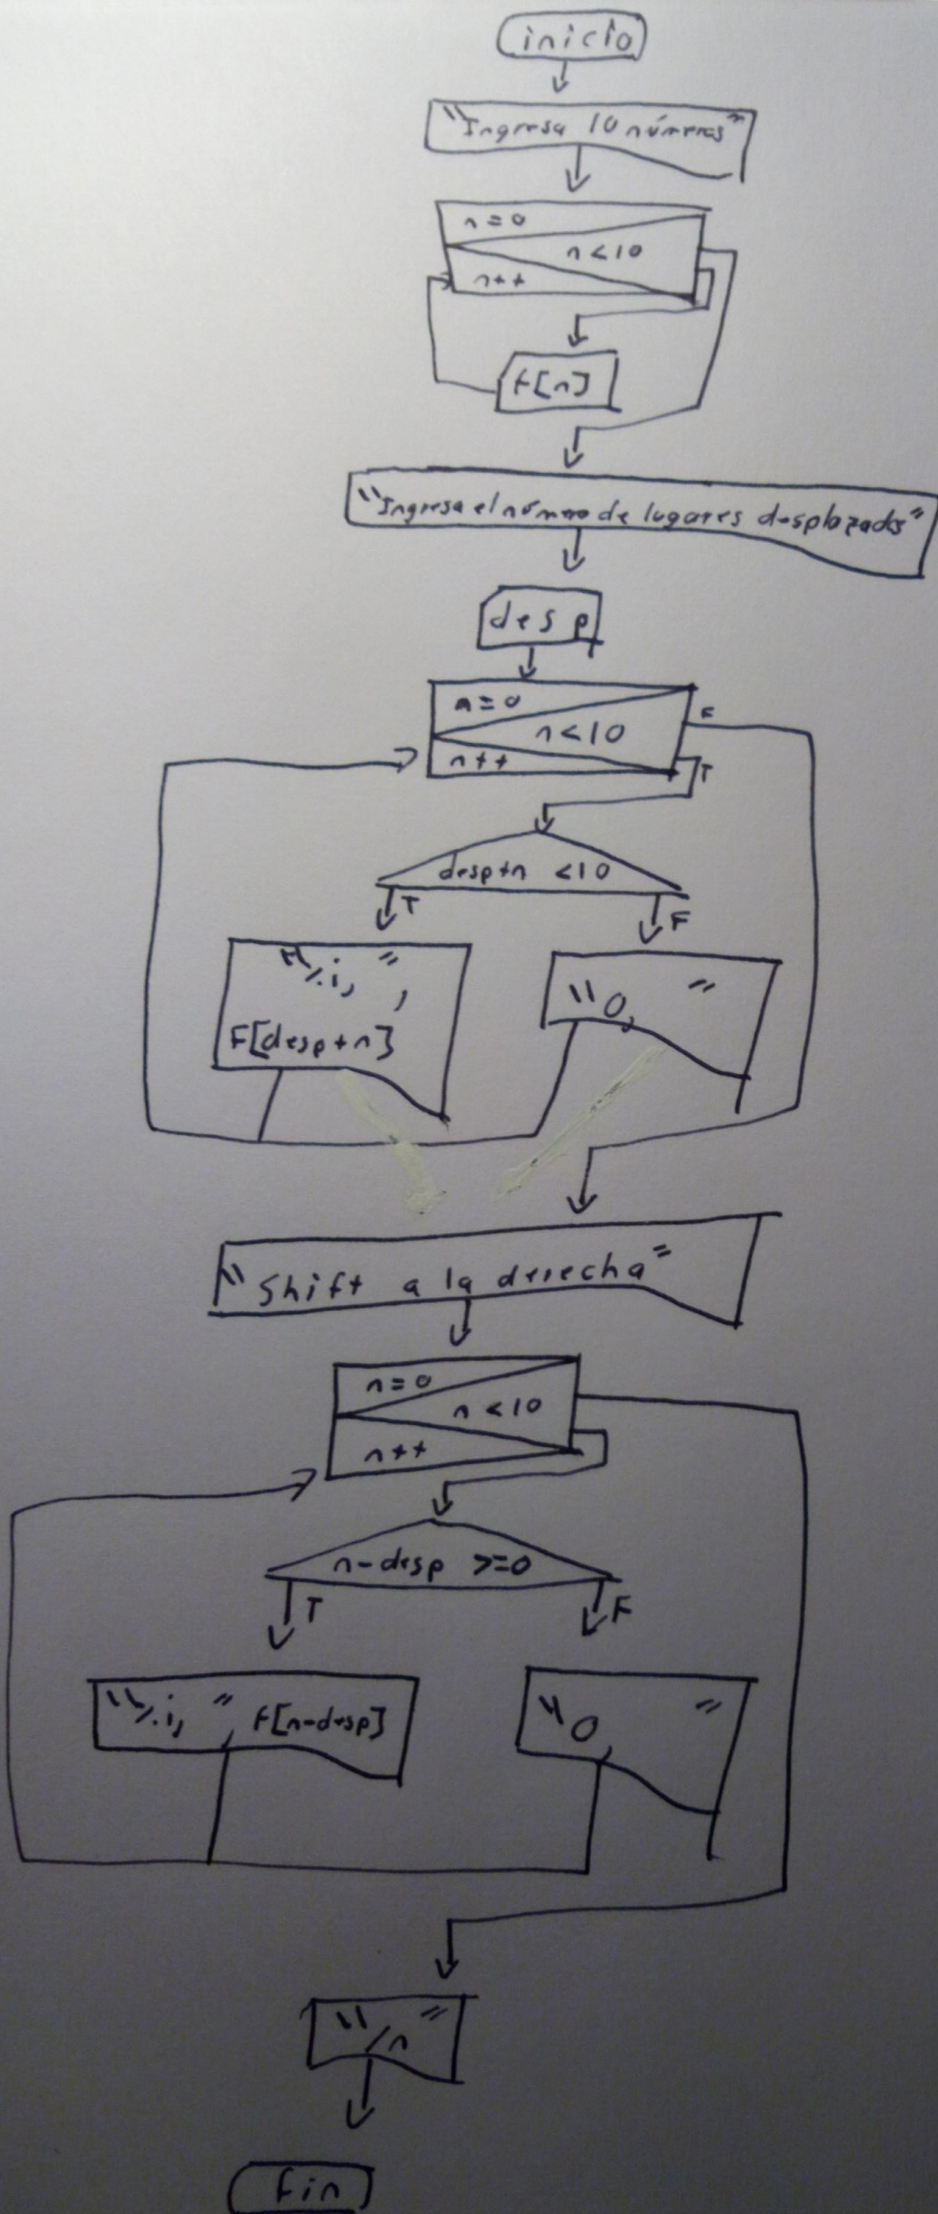 inicio
"Ingresa 10 números"
n=0
n<10
n++
f[n]
"Ingresa el número de lugares desplazados"
desp
n=0
n<10
F
n++
T
desp+n <10
T
F
"%i, ",
F[desp+n]
"0, "
"Shift a la derecha"
n=0
n<10
n++
n-desp >=0
T
F
"%i, ", f[n-desp]
"0, "
"/n"
fin